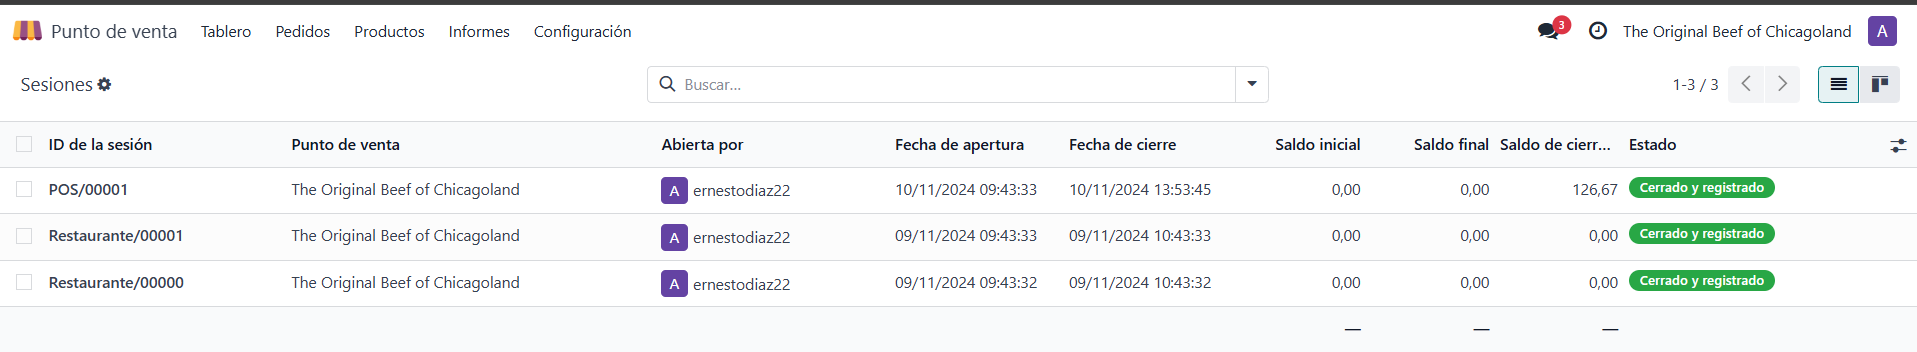 Punto de venta Tablero Pedidos Productos Informes Configuración 3 The Original Beef of Chicagoland A
Sesiones Buscar... 1-3 / 3
ID de la sesión Punto de venta Abierta por Fecha de apertura Fecha de cierre Saldo inicial Saldo final Saldo de cierr... Estado
POS/00001 The Original Beef of Chicagoland A ernestodiaz22 10/11/2024 09:43:33 10/11/2024 13:53:45 0,00 0,00 126,67 Cerrado y registrado
Restaurante/00001 The Original Beef of Chicagoland A ernestodiaz22 09/11/2024 09:43:33 09/11/2024 10:43:33 0,00 0,00 0,00 Cerrado y registrado
Restaurante/00000 The Original Beef of Chicagoland A ernestodiaz22 09/11/2024 09:43:32 09/11/2024 10:43:32 0,00 0,00 0,00 Cerrado y registrado
— — —